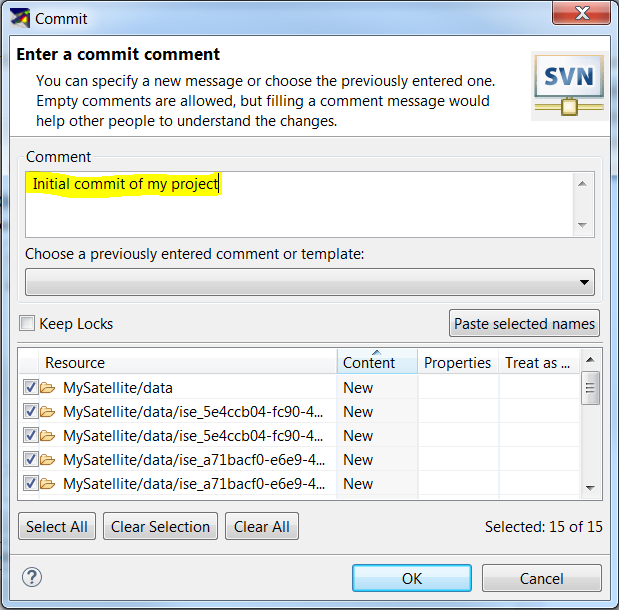 Commit
Enter a commit comment
You can specify a new message or choose the previously entered one.
Empty comments are allowed, but filling a comment message would
help other people to understand the changes.
SVN
Comment
Initial commit of my project
Choose a previously entered comment or template:
Keep Locks
Paste selected names
Resource Content Properties Treat as ...
MySatellite/data New
MySatellite/data/ise_5e4ccb04-fc90-4... New
MySatellite/data/ise_5e4ccb04-fc90-4... New
MySatellite/data/ise_a71bacf0-e6e9-4... New
MySatellite/data/ise_a71bacf0-e6e9-4... New
Select All Clear Selection Clear All Selected: 15 of 15
? OK Cancel